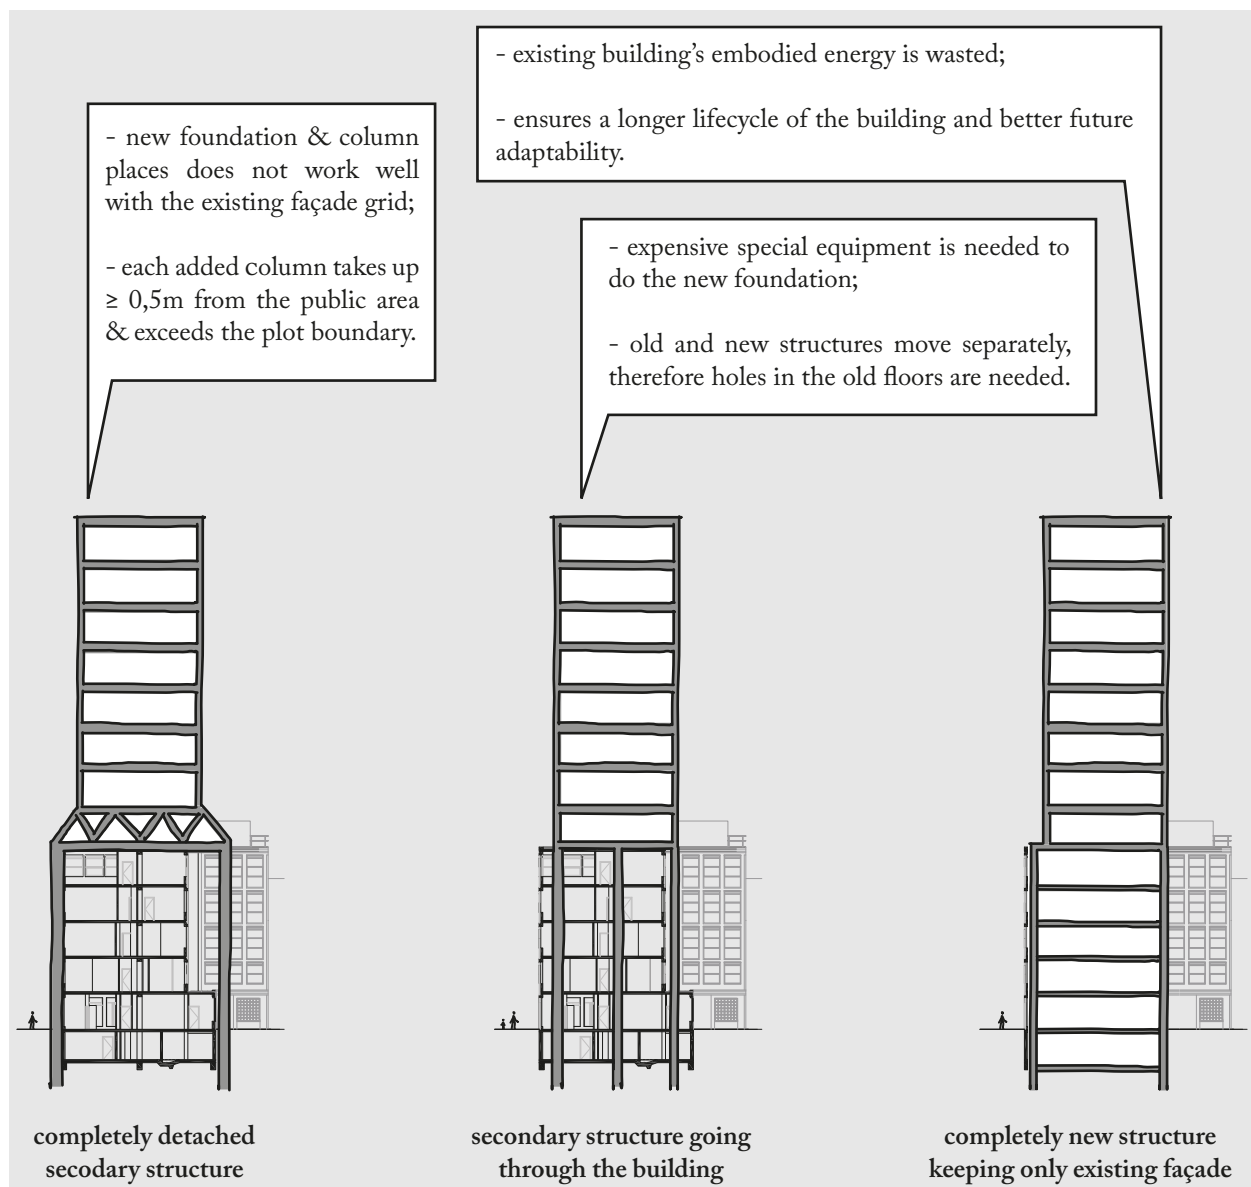 - existing building's embodied energy is wasted;
- ensures a longer lifecycle of the building and better future
adaptability.
- new foundation & column
places does not work well
with the existing façade grid;
- each added column takes up
≥ 0,5m from the public area
& exceeds the plot boundary.
- expensive special equipment is needed to
do the new foundation;
- old and new structures move separately,
therefore holes in the old floors are needed.
completely detached
secodary structure
secondary structure going
through the building
completely new structure
keeping only existing façade